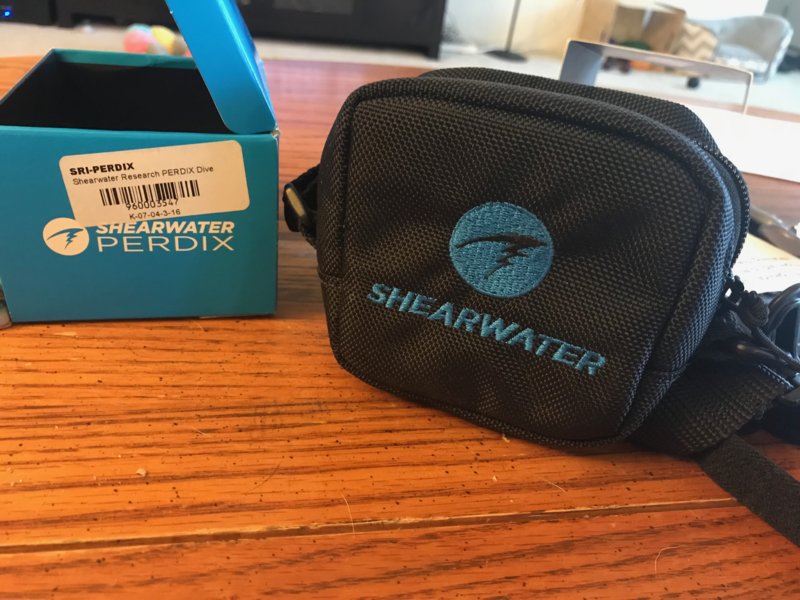 SRI-PERDIX
Shearwater Research PERDIX Dive
960003547
K-07-04-3-16
SHEARWATER
PERDIX
SHEARWATER